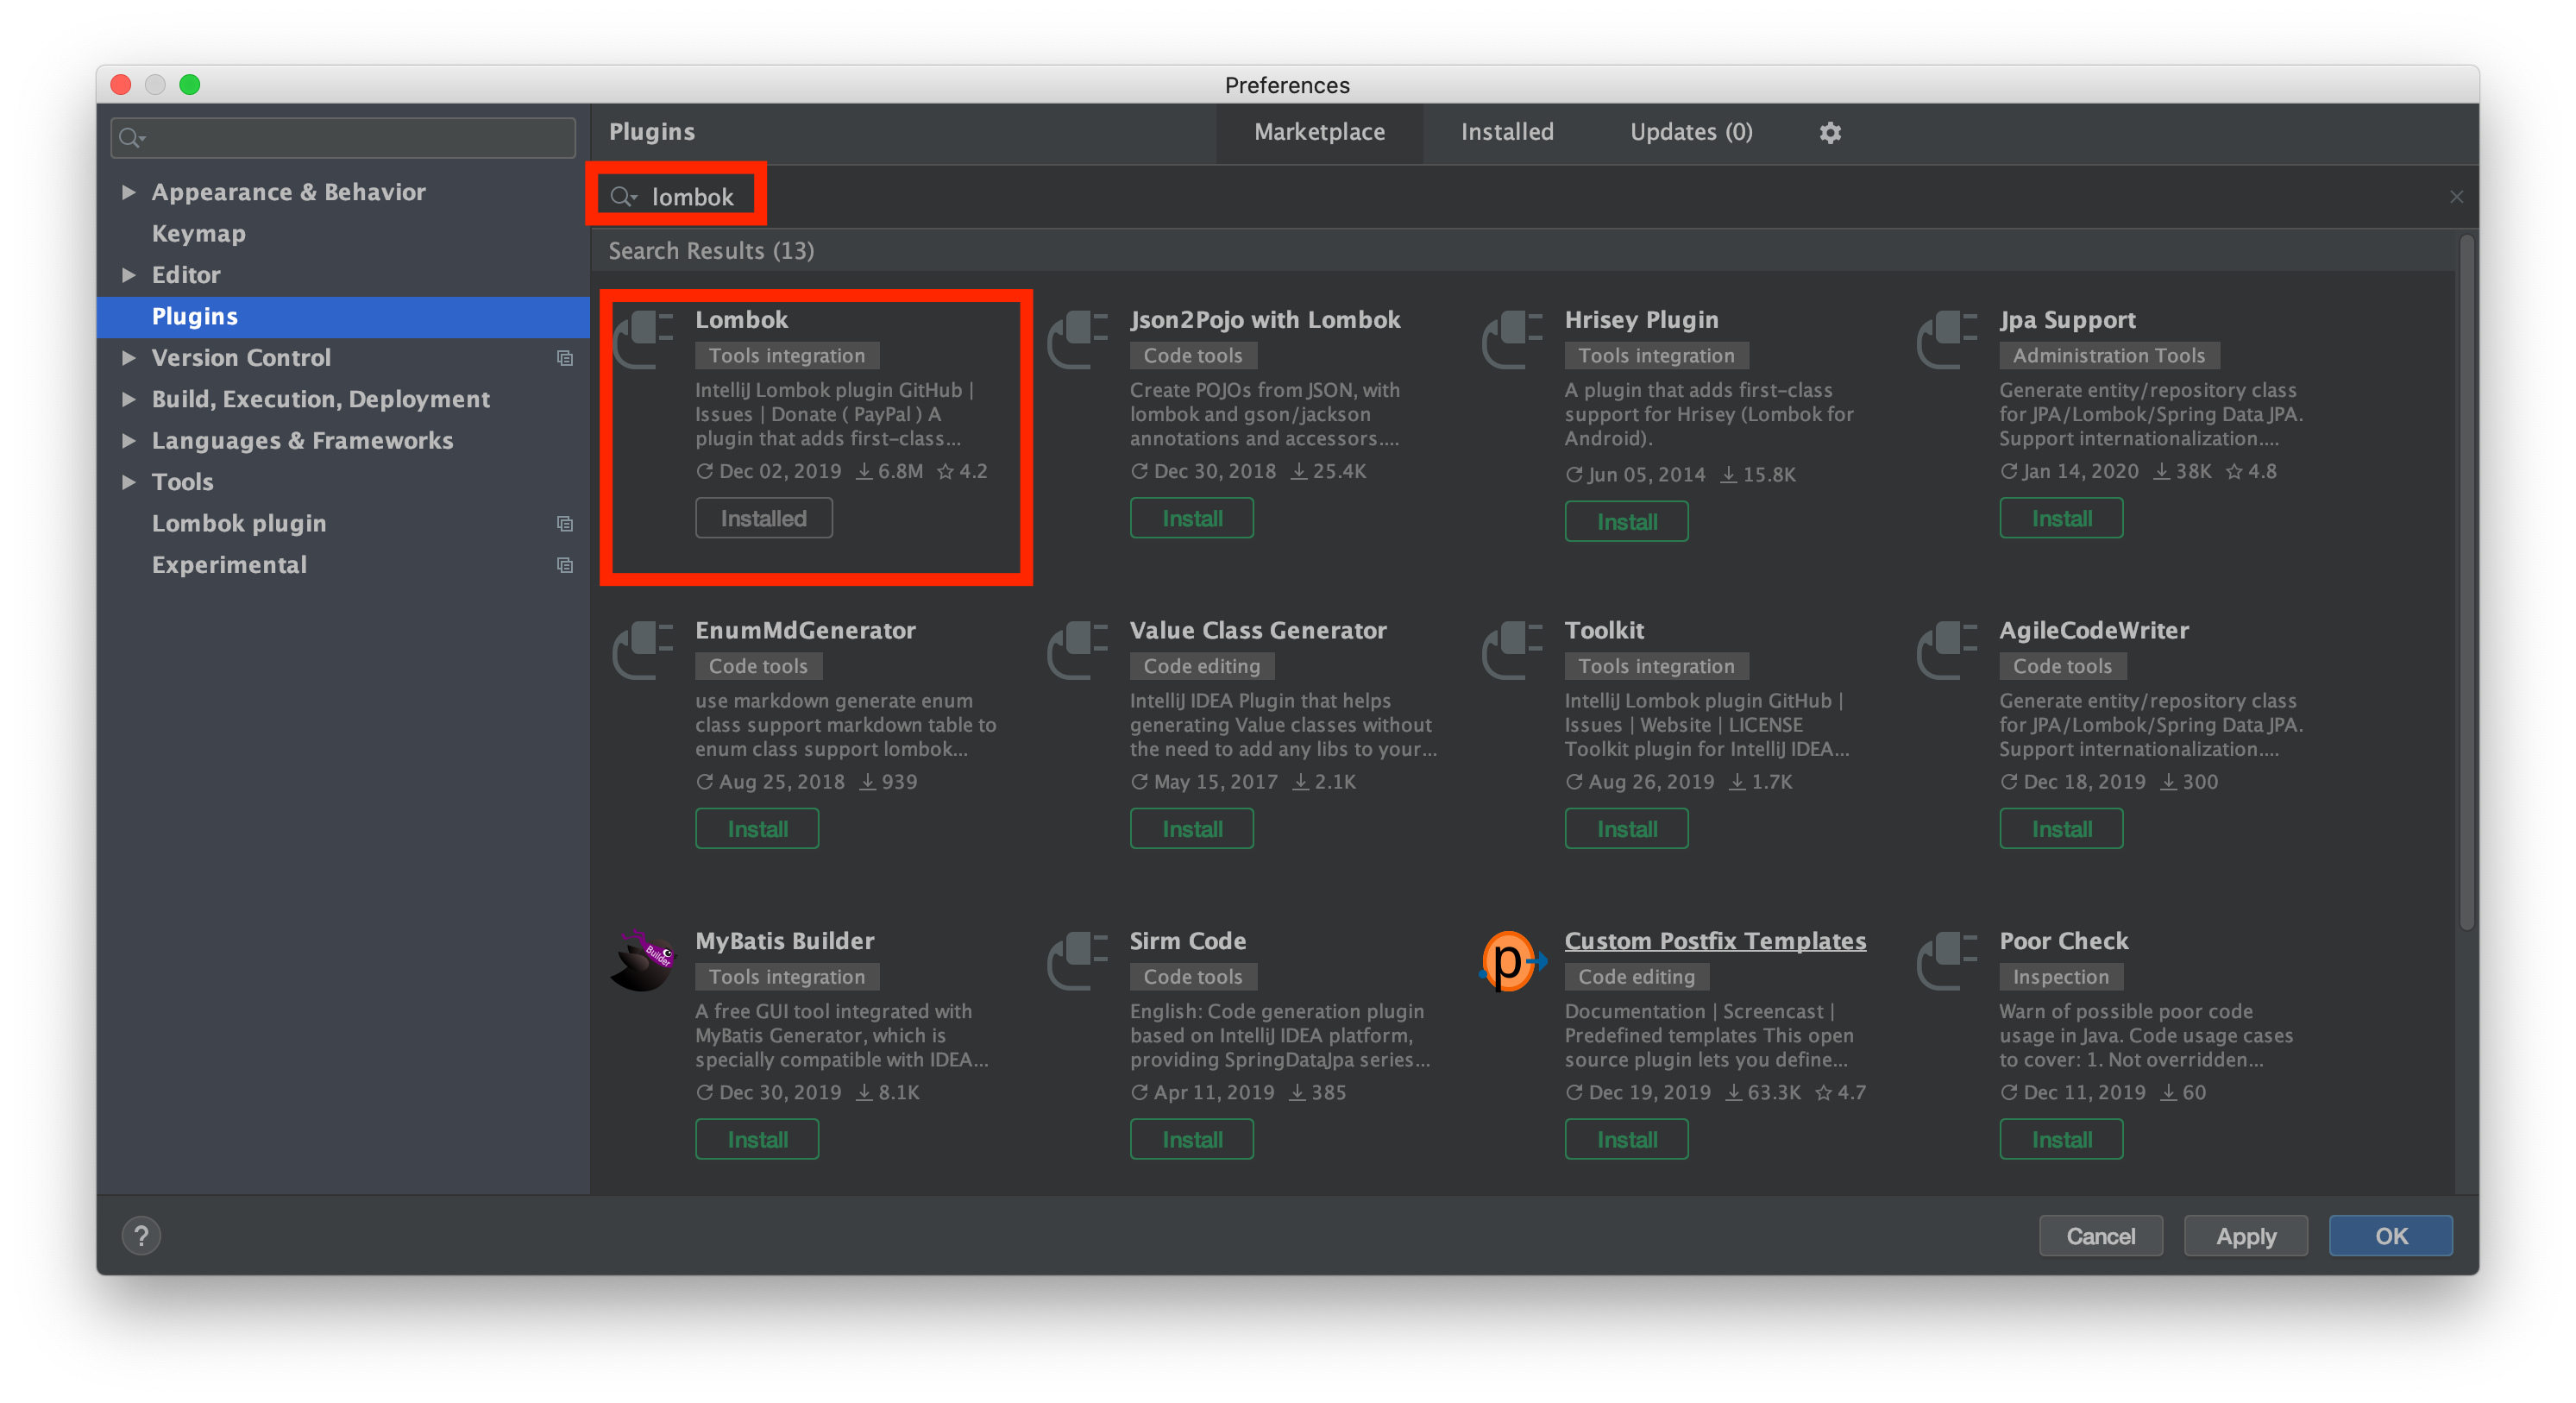 Preferences
Plugins
Marketplace
Installed
Updates (0)
lombok
Search Results (13)
Appearance & Behavior
Keymap
Editor
Plugins
Version Control
Build, Execution, Deployment
Languages & Frameworks
Tools
Lombok plugin
Experimental
Lombok
Tools integration
IntelliJ Lombok plugin GitHub |
Issues | Donate ( PayPal ) A
plugin that adds first-class...
Dec 02, 2019 6.8M 4.2
Installed
Json2Pojo with Lombok
Code tools
Create POJOs from JSON, with
lombok and gson/jackson
annotations and accessors....
Dec 30, 2018 25.4K
Install
Hrisey Plugin
Tools integration
A plugin that adds first-class
support for Hrisey (Lombok for
Android).
Jun 05, 2014 15.8K
Install
Jpa Support
Administration Tools
Generate entity/repository class
for JPA/Lombok/Spring Data JPA.
Support internationalization....
Jan 14, 2020 38K 4.8
Install
EnumMdGenerator
Code tools
use markdown generate enum
class support markdown table to
enum class support lombok...
Aug 25, 2018 939
Install
Value Class Generator
Code editing
IntelliJ IDEA Plugin that helps
generating Value classes without
the need to add any libs to your...
May 15, 2017 2.1K
Install
Toolkit
Tools integration
IntelliJ Lombok plugin GitHub |
Issues | Website | LICENSE
Toolkit plugin for IntelliJ IDEA...
Aug 26, 2019 1.7K
Install
AgileCodeWriter
Code tools
Generate entity/repository class
for JPA/Lombok/Spring Data JPA.
Support internationalization....
Dec 18, 2019 300
Install
Builder
MyBatis Builder
Tools integration
A free GUI tool integrated with
MyBatis Generator, which is
specially compatible with IDEA...
Dec 30, 2019 8.1K
Install
Sirm Code
Code tools
English: Code generation plugin
based on IntelliJ IDEA platform,
providing SpringDataJpa series...
Apr 11, 2019 385
Install
.p
Custom Postfix Templates
Code editing
Documentation | Screencast |
Predefined templates This open
source plugin lets you define...
Dec 19, 2019 63.3K 4.7
Install
Poor Check
Inspection
Warn of possible poor code
usage in Java. Code usage cases
to cover: 1. Not overridden...
Dec 11, 2019 60
Install
?
Cancel
Apply
OK